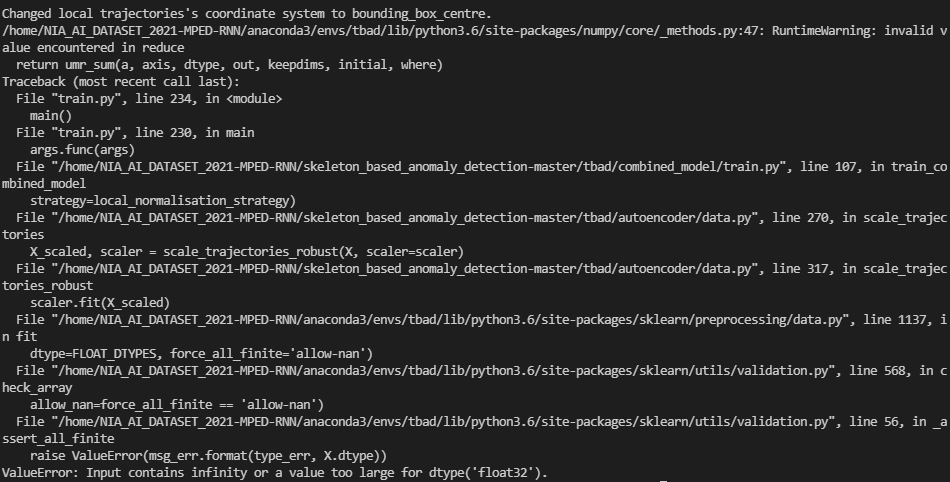 Changed local trajectories's coordinate system to bounding_box_centre.
/home/NIA_AI_DATASET_2021-MPED-RNN/anaconda3/envs/tbad/lib/python3.6/site-packages/numpy/core/_methods.py:47: RuntimeWarning: invalid v
alue encountered in reduce
  return umr_sum(a, axis, dtype, out, keepdims, initial, where)
Traceback (most recent call last):
  File "train.py", line 234, in <module>
    main()
  File "train.py", line 230, in main
    args.func(args)
  File "/home/NIA_AI_DATASET_2021-MPED-RNN/skeleton_based_anomaly_detection-master/tbad/combined_model/train.py", line 107, in train_co
mbined_model
    strategy=local_normalisation_strategy)
  File "/home/NIA_AI_DATASET_2021-MPED-RNN/skeleton_based_anomaly_detection-master/tbad/autoencoder/data.py", line 270, in scale_trajec
tories
    X_scaled, scaler = scale_trajectories_robust(X, scaler=scaler)
  File "/home/NIA_AI_DATASET_2021-MPED-RNN/skeleton_based_anomaly_detection-master/tbad/autoencoder/data.py", line 317, in scale_trajec
tories_robust
    scaler.fit(X_scaled)
  File "/home/NIA_AI_DATASET_2021-MPED-RNN/anaconda3/envs/tbad/lib/python3.6/site-packages/sklearn/preprocessing/data.py", line 1137, i
n fit
    dtype=FLOAT_DTYPES, force_all_finite='allow-nan')
  File "/home/NIA_AI_DATASET_2021-MPED-RNN/anaconda3/envs/tbad/lib/python3.6/site-packages/sklearn/utils/validation.py", line 568, in c
heck_array
    allow_nan=force_all_finite == 'allow-nan')
  File "/home/NIA_AI_DATASET_2021-MPED-RNN/anaconda3/envs/tbad/lib/python3.6/site-packages/sklearn/utils/validation.py", line 56, in _a
ssert_all_finite
    raise ValueError(msg_err.format(type_err, X.dtype))
ValueError: Input contains infinity or a value too large for dtype('float32').